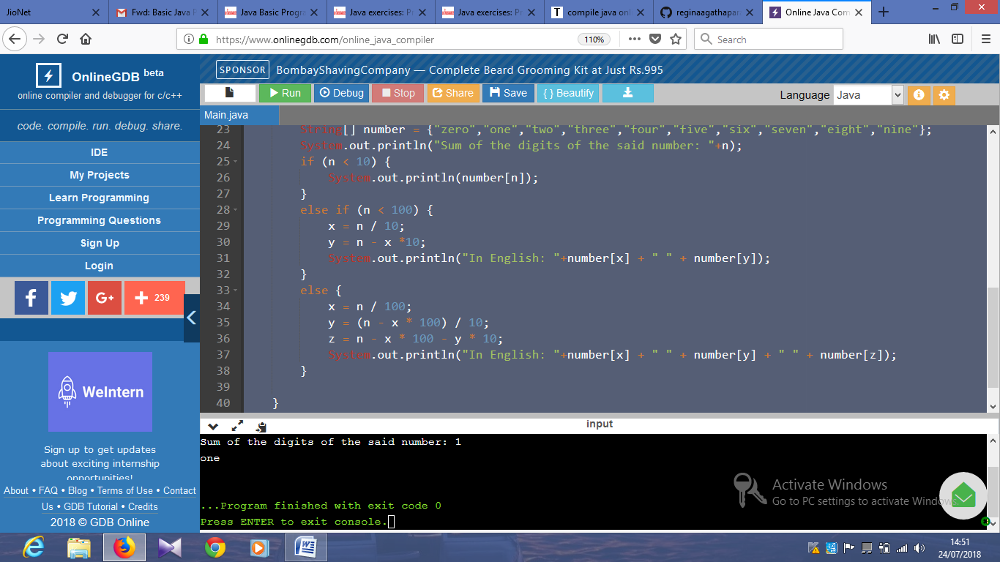 JioNet
Fwd: Basic Java P
Java Basic Progra
Java exercises: P
Java exercises: P
compile java onl
reginaagathapar
Online Java Com
https://www.onlinegdb.com/online_java_compiler
110%
Search
OnlineGDB beta
online compiler and debugger for c/c++
code. compile. run. debug. share.
IDE
My Projects
Learn Programming
Programming Questions
Sign Up
Login
239
WeIntern
Sign up to get updates
about exciting internship
opportunities!
About • FAQ • Blog • Terms of Use • Contact
Us • GDB Tutorial • Credits
2018 © GDB Online
SPONSOR BombayShavingCompany — Complete Beard Grooming Kit at Just Rs.995
Run Debug Stop Share Save { } Beautify
Language Java
Main.java
23 String[] number = {"zero","one","two","three","four","five","six","seven","eight","nine"};
24 System.out.println("Sum of the digits of the said number: "+n);
25 if (n < 10) {
26 System.out.println(number[n]);
27 }
28 else if (n < 100) {
29 x = n / 10;
30 y = n - x *10;
31 System.out.println("In English: "+number[x] + " " + number[y]);
32 }
33 else {
34 x = n / 100;
35 y = (n - x * 100) / 10;
36 z = n - x * 100 - y * 10;
37 System.out.println("In English: "+number[x] + " " + number[y] + " " + number[z]);
38 }
39
40 }
input
Sum of the digits of the said number: 1
one
...Program finished with exit code 0
Press ENTER to exit console.
Activate Windows
Go to PC settings to activate Windows.
14:51
24/07/2018